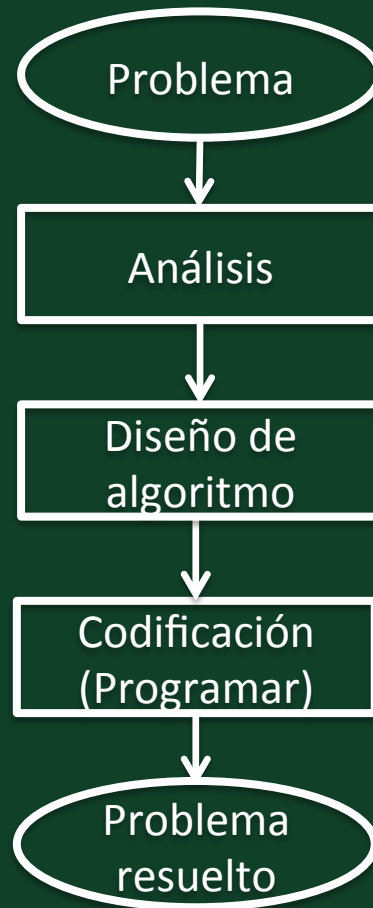 Problema
Análisis
Diseño de
algoritmo
Codificación
(Programar)
Problema
resuelto